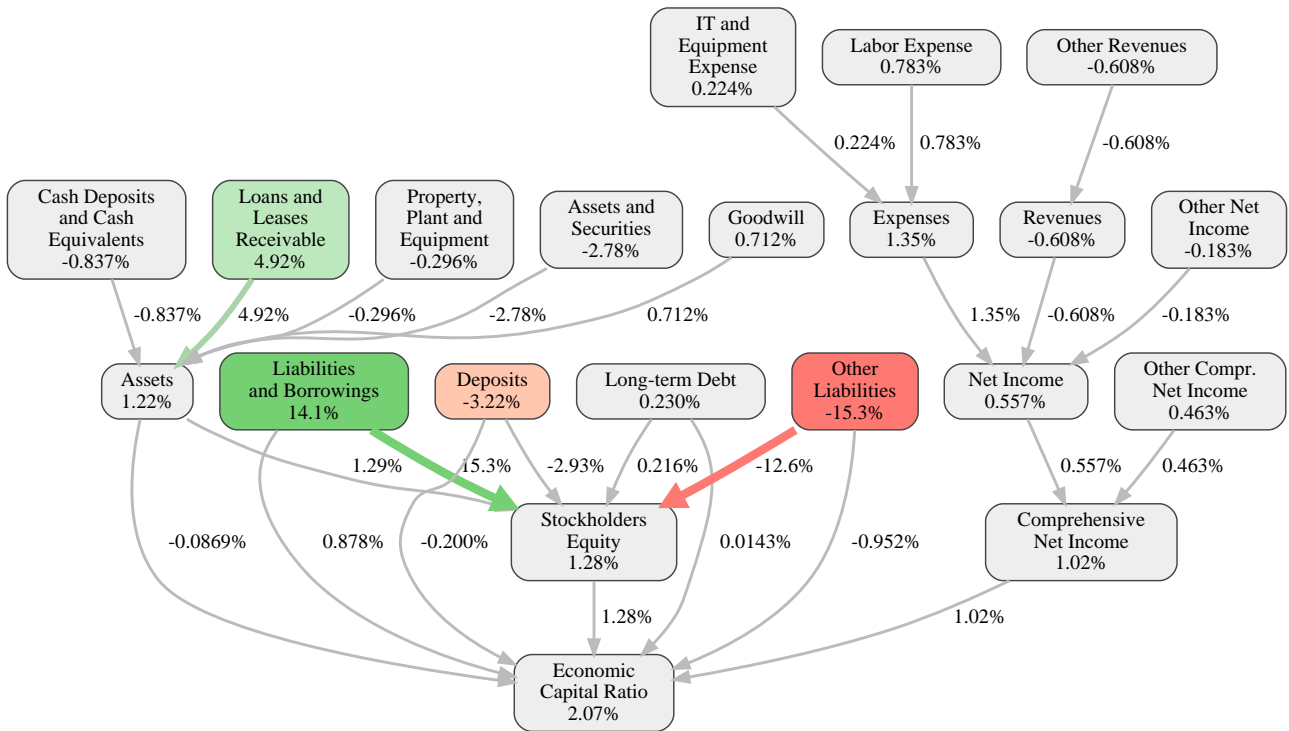 IT and
Equipment
Expense
0.224%
Labor Expense
0.783%
Other Revenues
-0.608%
0.224%
0.783%
-0.608%
Cash Deposits
and Cash
Equivalents
-0.837%
Loans and
Leases
Receivable
4.92%
Property,
Plant and
Equipment
-0.296%
Assets and
Securities
-2.78%
Goodwill
0.712%
Expenses
1.35%
Revenues
-0.608%
Other Net
Income
-0.183%
-0.837%
4.92%
-0.296%
-2.78%
0.712%
1.35%
-0.608%
-0.183%
Assets
1.22%
Liabilities
and Borrowings
14.1%
Deposits
-3.22%
Long-term Debt
0.230%
Other
Liabilities
-15.3%
Net Income
0.557%
Other Compr.
Net Income
0.463%
1.29%
15.3%
-2.93%
0.216%
-12.6%
0.557%
0.463%
Stockholders
Equity
1.28%
Comprehensive
Net Income
1.02%
-0.0869%
0.878%
-0.200%
0.0143%
-0.952%
1.28%
1.02%
Economic
Capital Ratio
2.07%